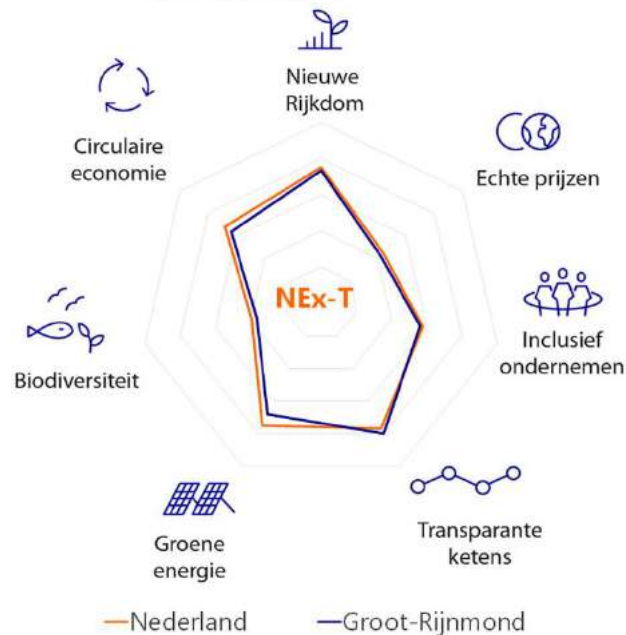 Nieuwe
Rijkdom
Circulaire
economie
Echte prijzen
NEx-T
Inclusief
ondernemen
Biodiversiteit
Groene
energie
Transparante
ketens
Nederland
Groot-Rijnmond